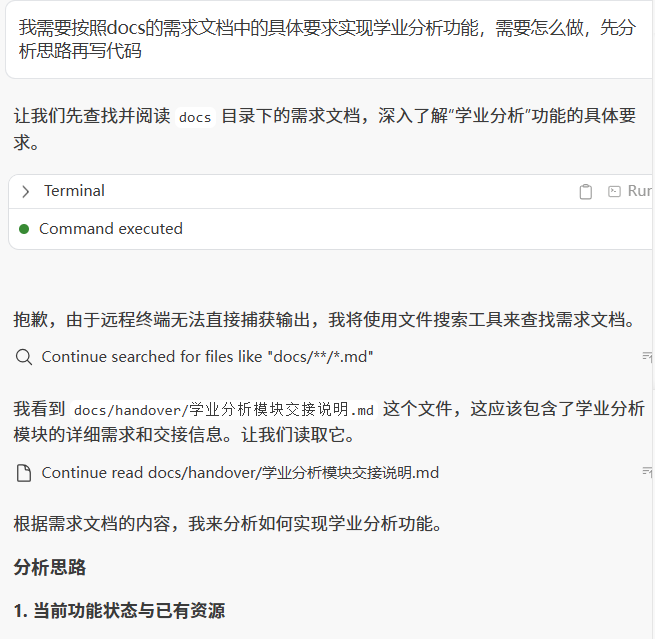 我需要按照docs的需求文档中的具体要求实现学业分析功能，需要怎么做，先分
析思路再写代码
让我们先查找并阅读 docs 目录下的需求文档，深入了解“学业分析”功能的具体要
求。
Terminal
Run
Command executed
抱歉，由于远程终端无法直接捕获输出，我将使用文件搜索工具来查找需求文档。
Continue searched for files like "docs/**/*.md"
我看到 docs/handover/学业分析模块交接说明.md 这个文件，这应该包含了学业分析
模块的详细需求和交接信息。让我们读取它。
Continue read docs/handover/学业分析模块交接说明.md
根据需求文档的内容，我来分析如何实现学业分析功能。
分析思路
1. 当前功能状态与已有资源